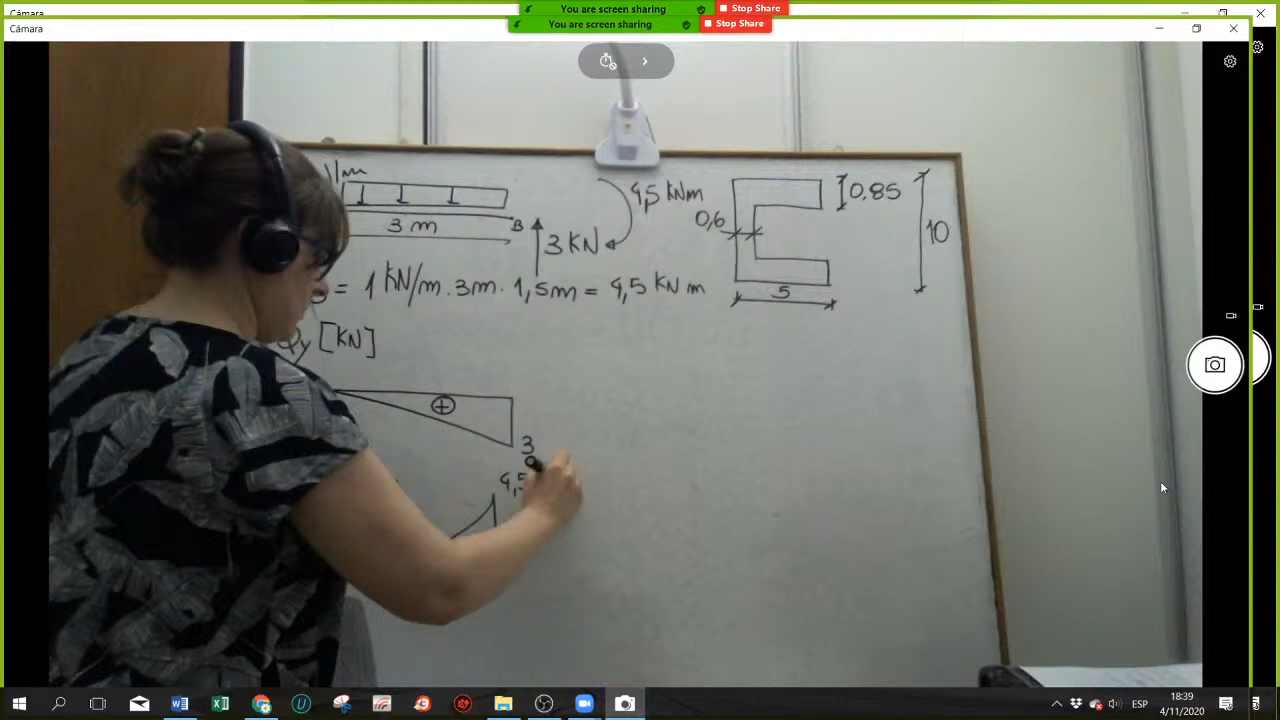 You are screen sharing Stop Share
Cámara
You are screen sharing Stop Share
Cámara
1/m
3 m
B
3 KN
4,5 KNm
0,6
0,85
10
5
= 1 KN/m . 3m . 1,5m = 4,5 KN m
Qy [KN]
+
3
4,5
ESP
18:39
4/11/2020